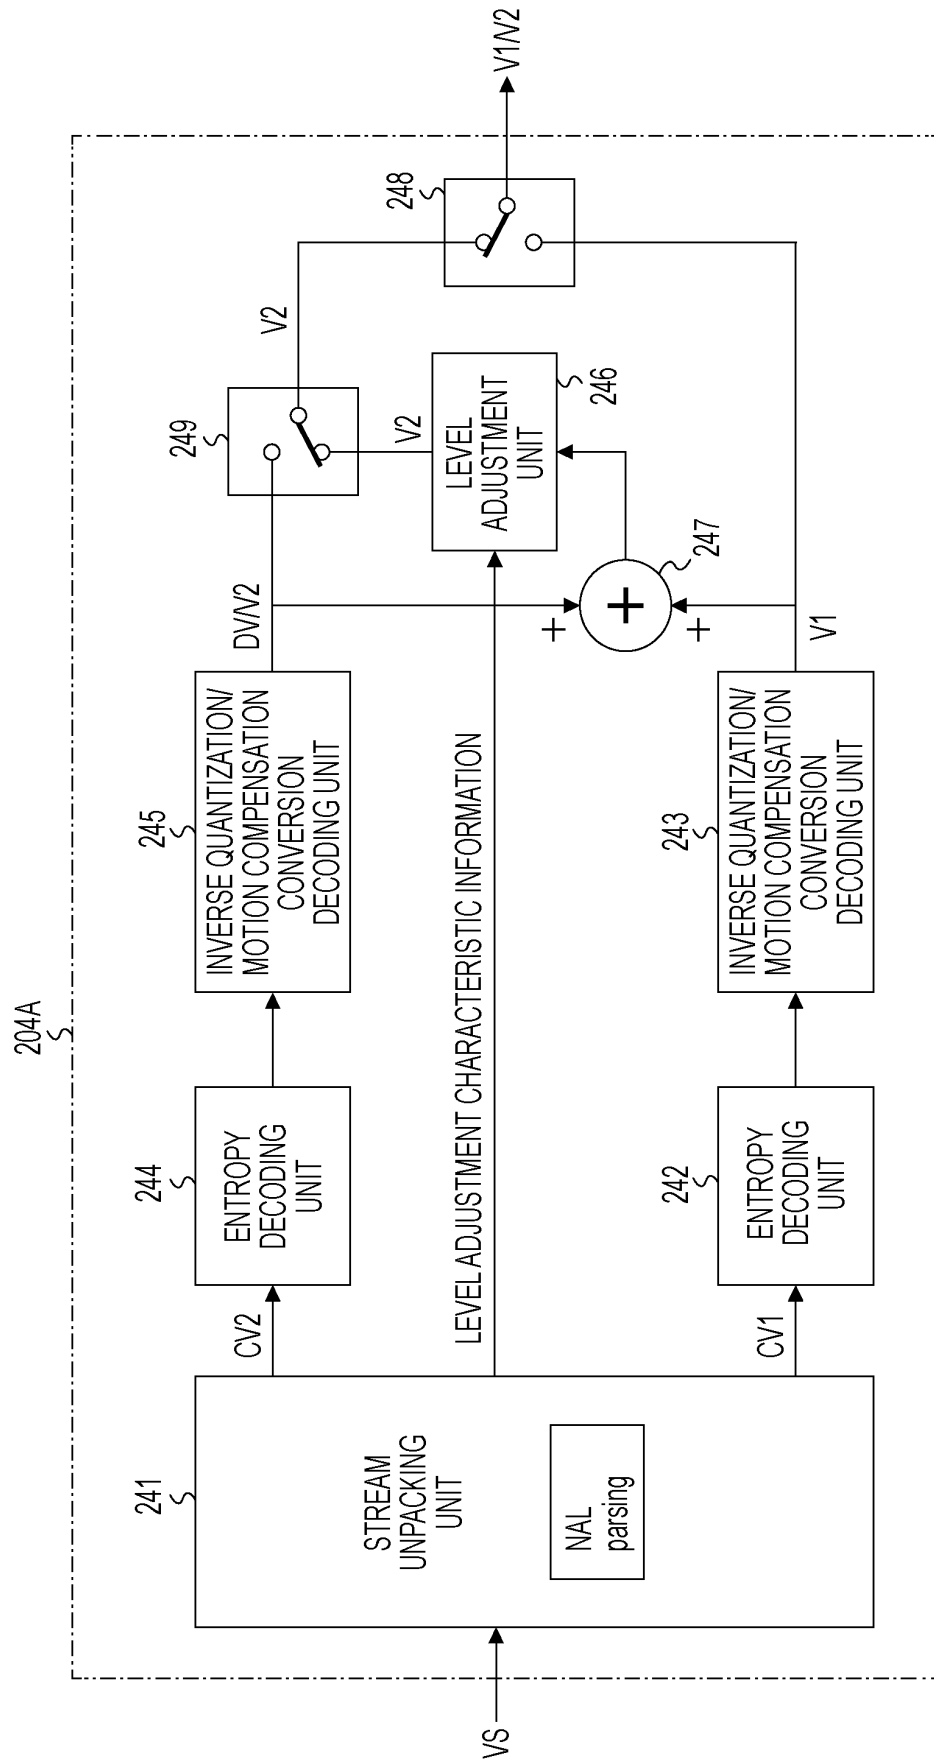 204A
VS
241
STREAM
UNPACKING
UNIT
NAL
parsing
CV2
244
ENTROPY
DECODING
UNIT
245
INVERSE QUANTIZATION/
MOTION COMPENSATION
CONVERSION
DECODING UNIT
DV/V2
249
V2
LEVEL ADJUSTMENT CHARACTERISTIC INFORMATION
V2
LEVEL
ADJUSTMENT
UNIT
246
+
+
+
247
248
V1/V2
CV1
242
ENTROPY
DECODING
UNIT
243
INVERSE QUANTIZATION/
MOTION COMPENSATION
CONVERSION
DECODING UNIT
V1